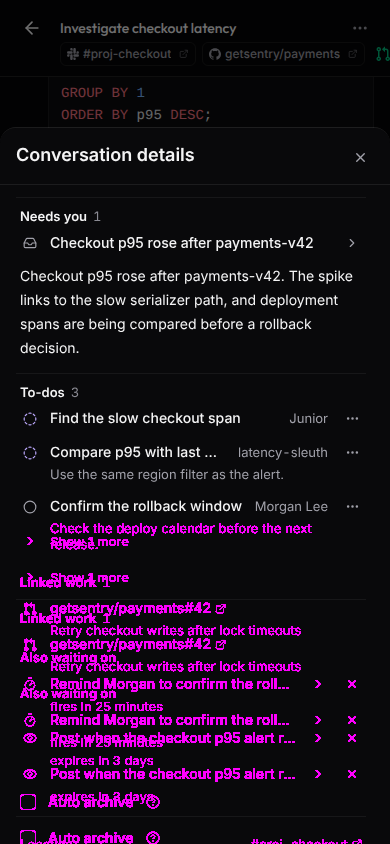 Investigate checkout latency
#proj-checkout
getsentry/payments
GROUP BY 1
ORDER BY p95 DESC;
Conversation details
Needs you 1
Checkout p95 rose after payments-v42
Checkout p95 rose after payments-v42. The spike
links to the slow serializer path, and deployment
spans are being compared before a rollback
decision.
To-dos 3
Find the slow checkout span
Junior
Compare p95 with last ...
latency-sleuth
Use the same region filter as the alert.
Confirm the rollback window
Morgan Lee
Check the deploy calendar before the next
release.
more
Show 1 more
Linked work 1
getsentry/payments#42
Linked work 1
Retry checkout writes after lock timeouts
getsentry/payments#42
Also waiting on
Retry checkout writes after lock timeouts
Remind Morgan to confirm the roll...
Also waiting on
fires in 25 minutes
Remind Morgan to confirm the roll...
Post when the checkout p95 alert r...
fires in 25 minutes
expires in 3 days
Post when the checkout p95 alert r...
expires in 3 days
Auto archive
Auto archive
#proj-checkout